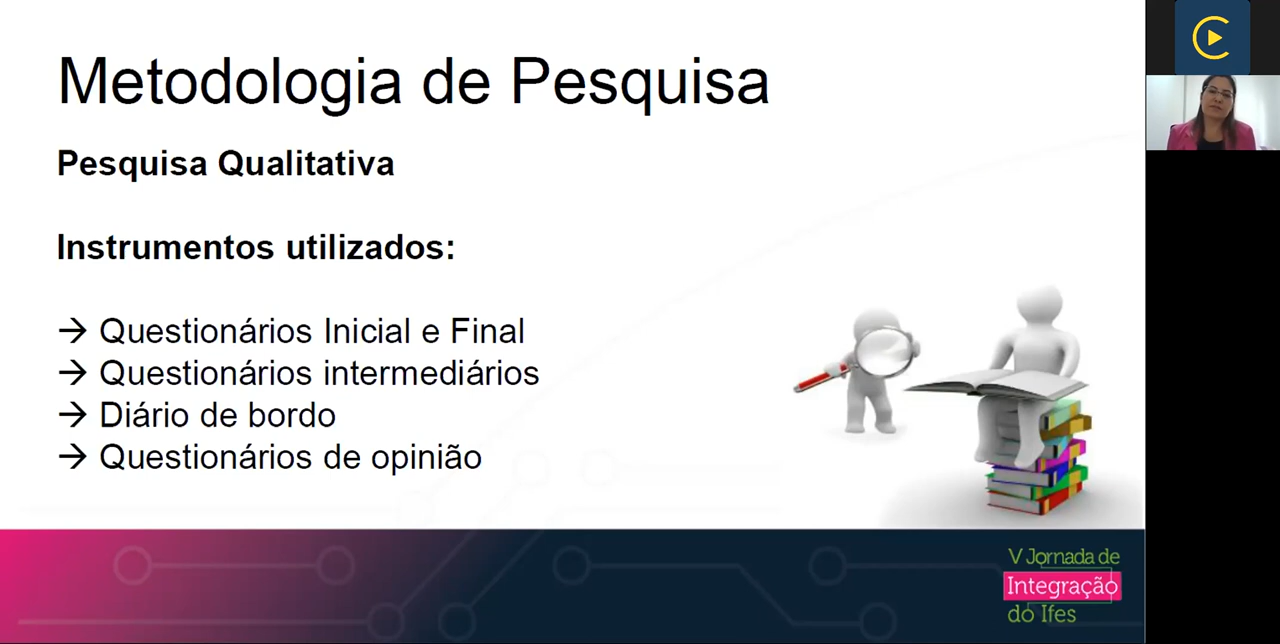 Metodologia de Pesquisa
Pesquisa Qualitativa
Instrumentos utilizados:
→ Questionários Inicial e Final
→ Questionários intermediários
→ Diário de bordo
→ Questionários de opinião
V Jornada de
Integração
do Ifes